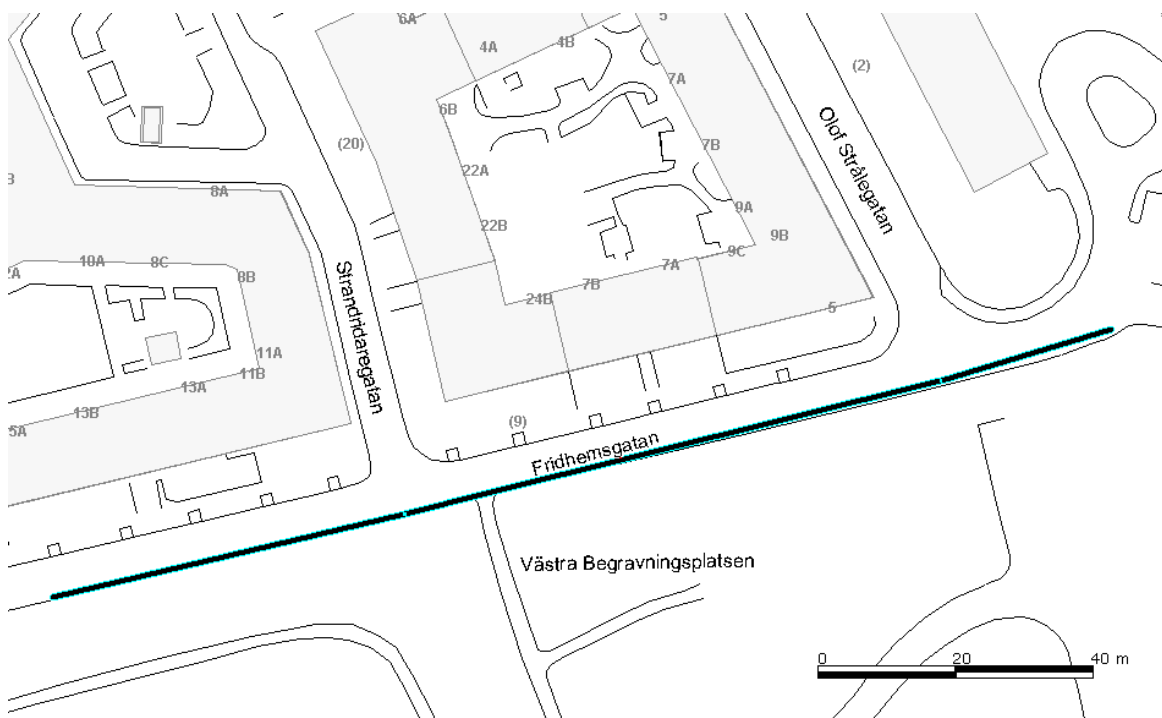 6A
5
4B
4A
(2)
7A
6B
Olof Strålegatan
(20)
7B
22A
8A
9A
22B
9B
9C
10A
8C
7A
8B
7B
24B
5
Strandridaregatan
11A
11B
13A
13B
5A
(9)
Fridhemsgatan
Västra Begravningsplatsen
0 20 40 m